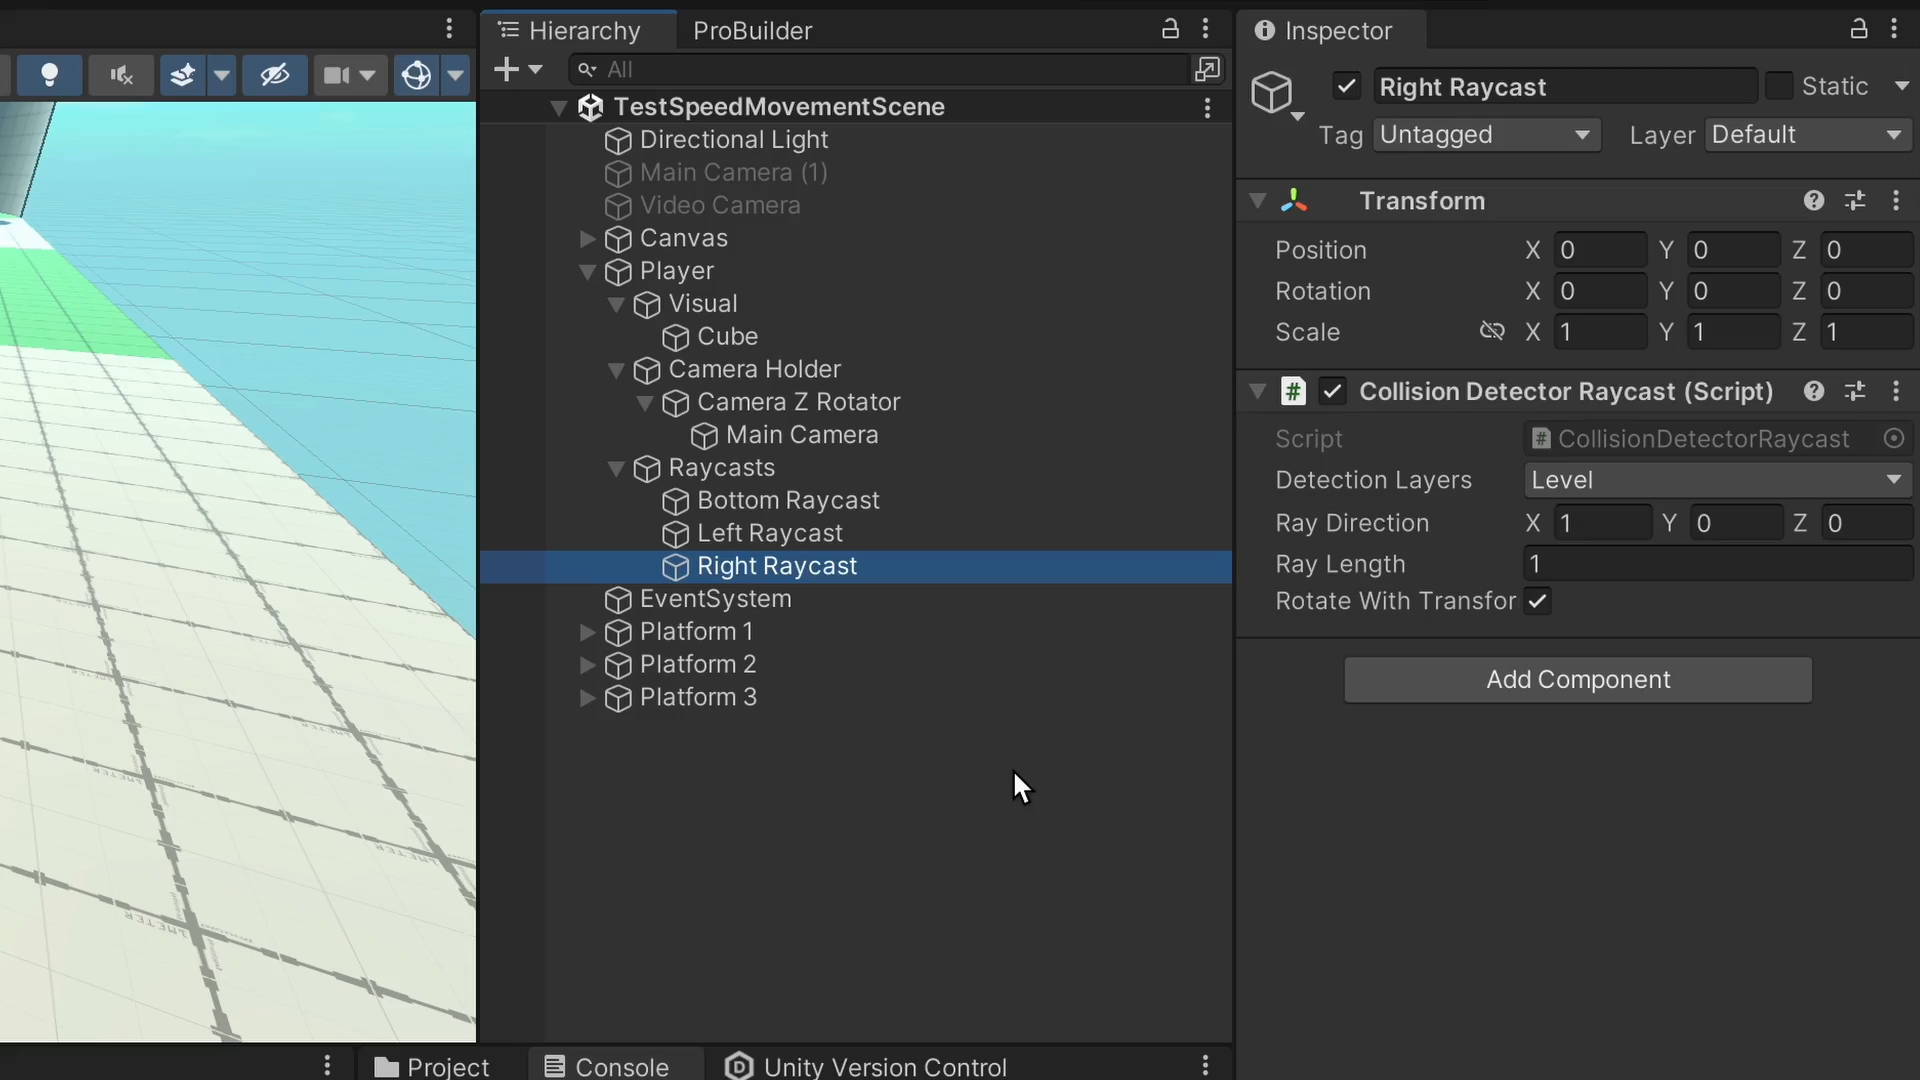 Hierarchy
ProBuilder
All
TestSpeedMovementScene
Directional Light
Main Camera (1)
Video Camera
Canvas
Player
Visual
Cube
Camera Holder
Camera Z Rotator
Main Camera
Raycasts
Bottom Raycast
Left Raycast
Right Raycast
EventSystem
Platform 1
Platform 2
Platform 3
Inspector
Right Raycast
Static
Tag Untagged Layer Default
Transform
Position X 0 Y 0 Z 0
Rotation X 0 Y 0 Z 0
Scale X 1 Y 1 Z 1
# Collision Detector Raycast (Script)
Script # CollisionDetectorRaycast
Detection Layers Level
Ray Direction X 1 Y 0 Z 0
Ray Length 1
Rotate With Transfor
Add Component
Project
Console
Unity Version Control
METER